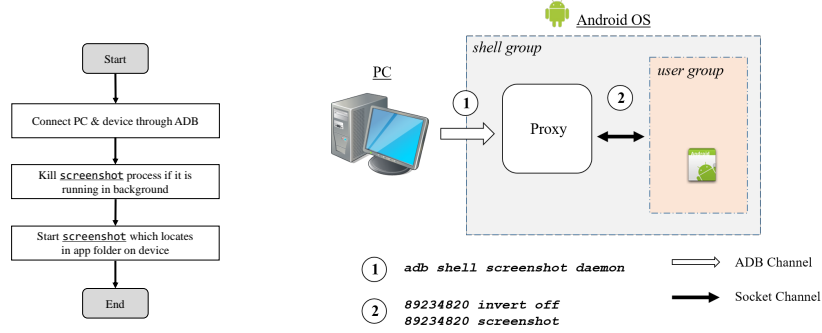 Start
Connect PC & device through ADB
Kill screenshot process if it is
running in background
Start screenshot which locates
in app folder on device
End
Android OS
shell group
user group
PC
1
2
Proxy
Android
1 adb shell screenshot daemon
2 89234820 invert off
89234820 screenshot
ADB Channel
Socket Channel